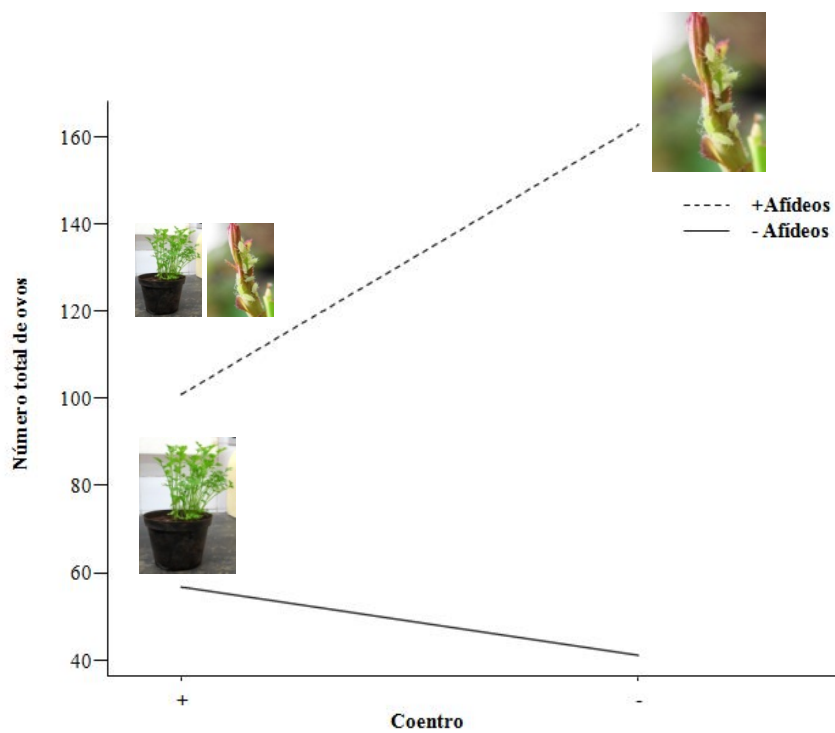 160
140
120
100
80
60
40
Número total de ovos
+Afídeos
- Afídeos
+
-
Coentro